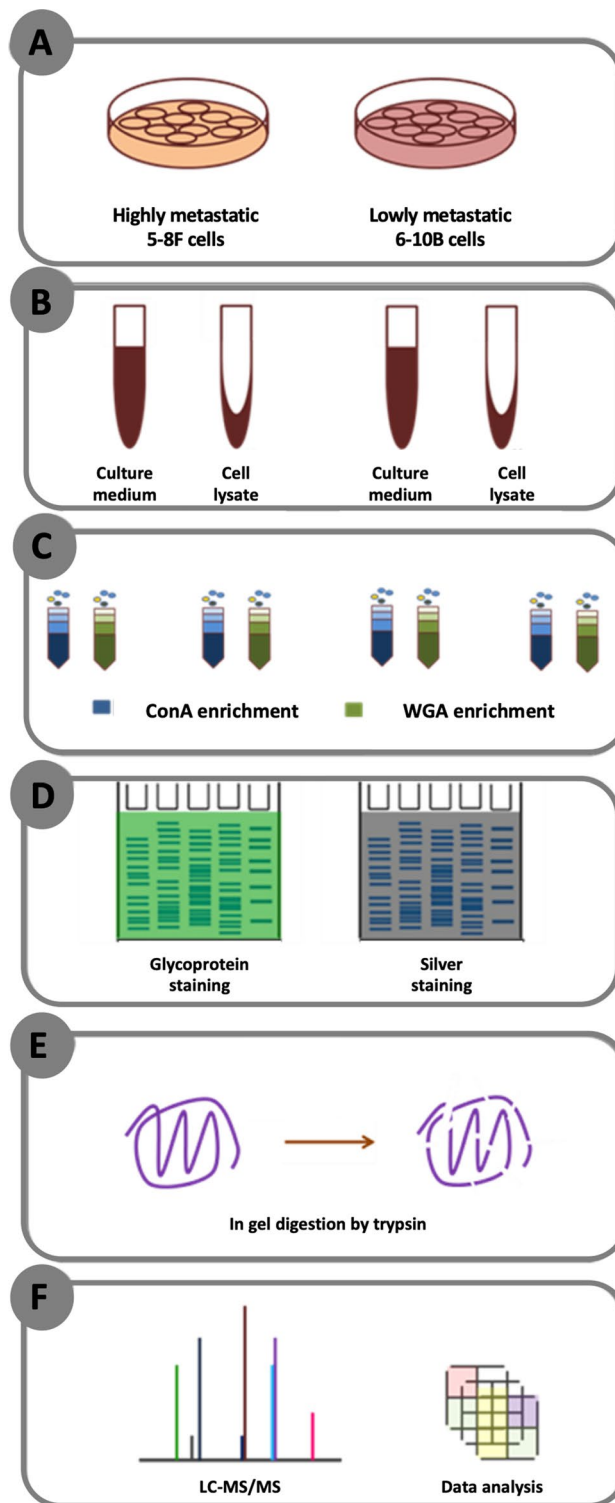 A
Highly metastatic
5-8F cells
Lowly metastatic
6-10B cells
B
Culture
medium
Cell
lysate
Culture
medium
Cell
lysate
C
ConA enrichment
WGA enrichment
D
Glycoprotein
staining
Silver
staining
E
In gel digestion by trypsin
F
LC-MS/MS
Data analysis